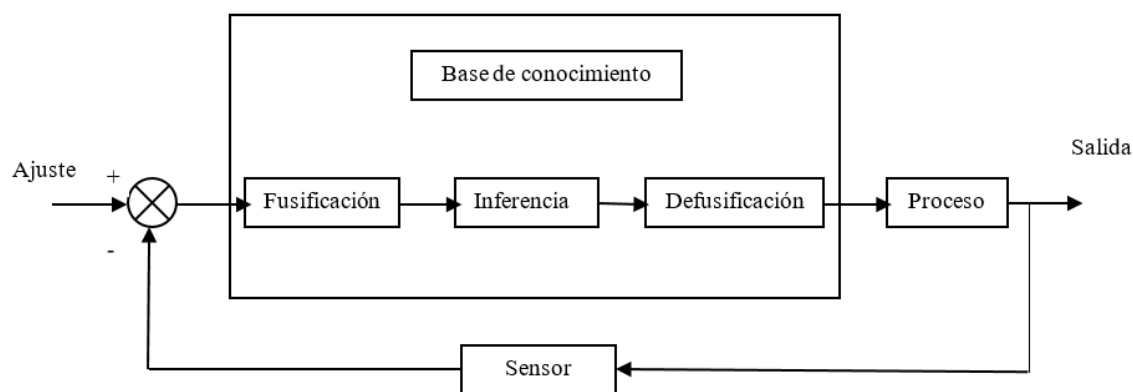 Base de conocimiento
Salida
Ajuste
+
Fusificación
Inferencia
Defusificación
Proceso
-
Sensor